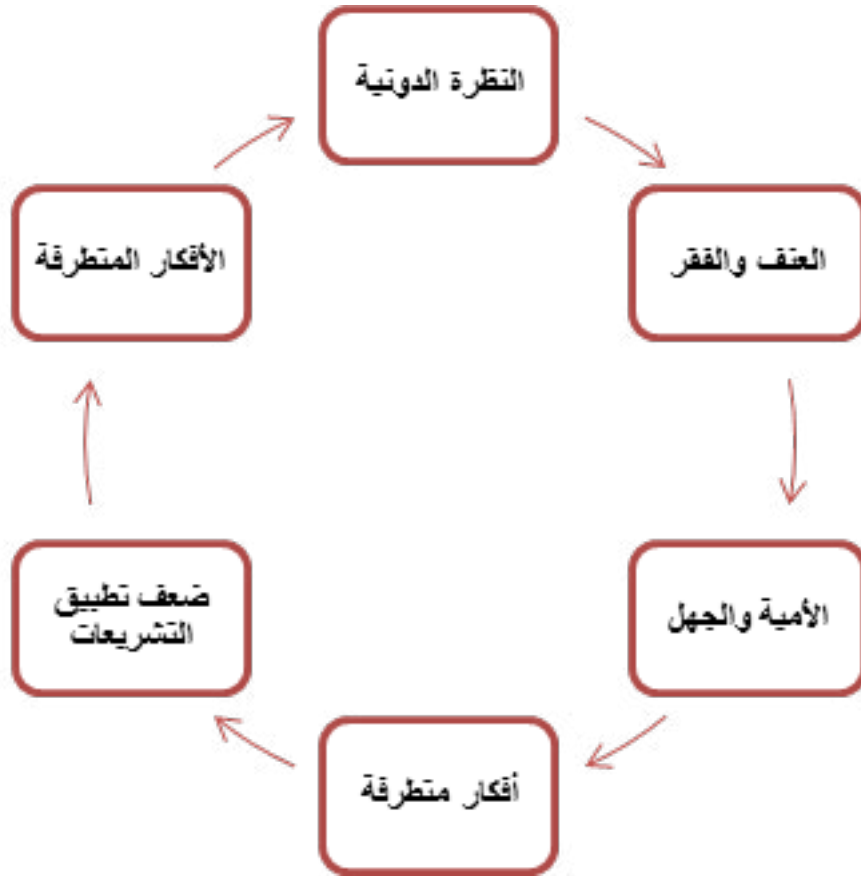 النظرة الدونية
العنف والفقر
الأمية والجهل
أفكار متطرفة
ضعف تطبيق
التشريعات
الأفكار المتطرفة